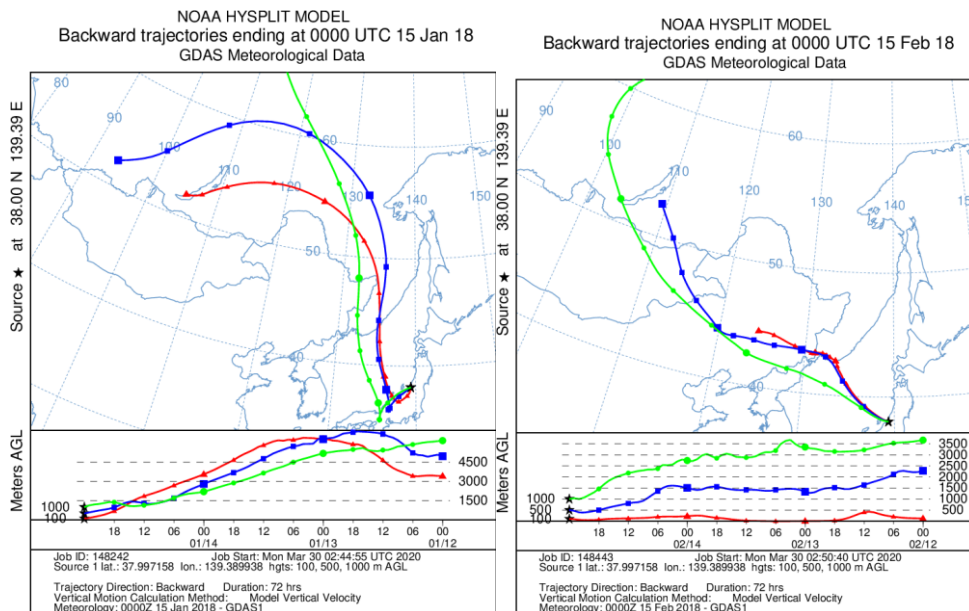 NOAA HYSPLIT MODEL
Backward trajectories ending at 0000 UTC 15 Jan 18
GDAS Meteorological Data
Source ★ at 38.00 N 139.39 E
80
90
100
110
120
130
140
150
60
50
40
Meters AGL
4500
3000
1500
1000
500
100
18 12 06 00 18 12 06 00 18 12 06 00
01/14 01/13 01/12
Job ID: 148242 Job Start: Mon Mar 30 02:44:55 UTC 2020
Source 1 lat.: 37.997158 lon.: 139.389938 hgts: 100, 500, 1000 m AGL
Trajectory Direction: Backward Duration: 72 hrs
Vertical Motion Calculation Method: Model Vertical Velocity
Meteorology: 0000Z 15 Jan 2018 - GDAS1
NOAA HYSPLIT MODEL
Backward trajectories ending at 0000 UTC 15 Feb 18
GDAS Meteorological Data
Source ★ at 38.00 N 139.39 E
80
90
100
110
120
130
140
150
60
50
40
Meters AGL
3500
3000
2500
2000
1500
1000
500
1000
500
100
18 12 06 00 18 12 06 00 18 12 06 00
02/14 02/13 02/12
Job ID: 148443 Job Start: Mon Mar 30 02:50:40 UTC 2020
Source 1 lat.: 37.997158 lon.: 139.389938 hgts: 100, 500, 1000 m AGL
Trajectory Direction: Backward Duration: 72 hrs
Vertical Motion Calculation Method: Model Vertical Velocity
Meteorology: 0000Z 15 Feb 2018 - GDAS1